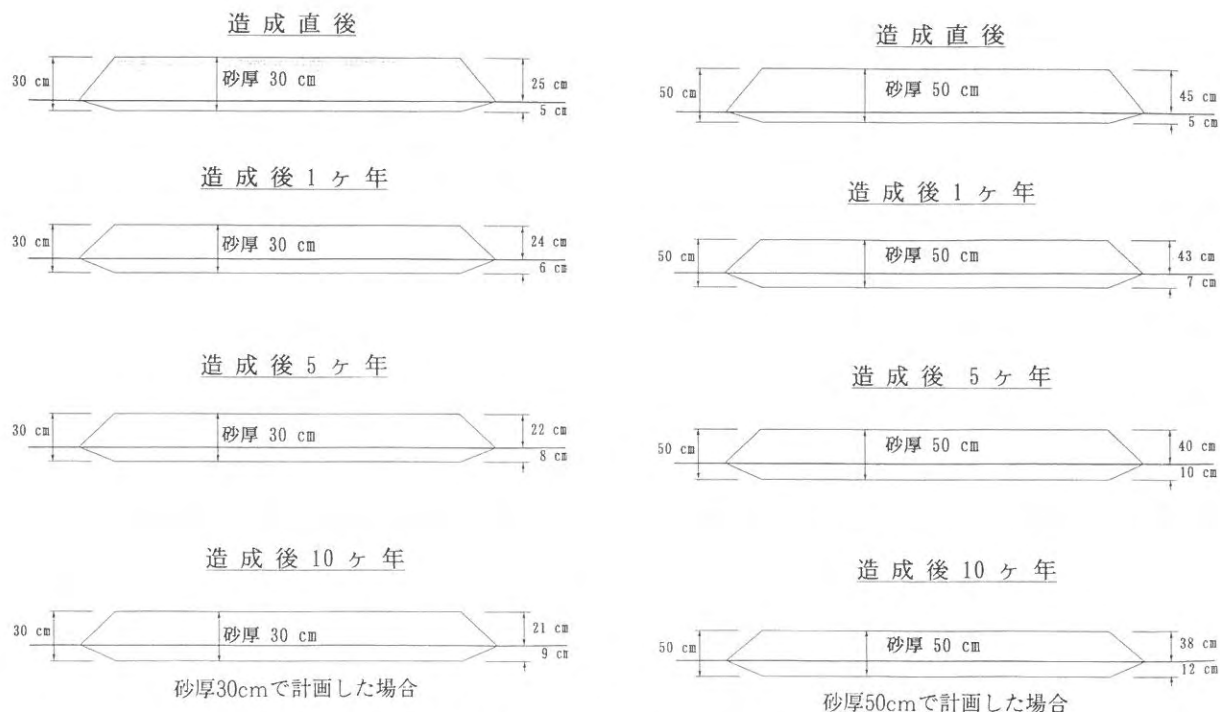 造成直後
30 cm
砂厚 30 cm
25 cm
5 cm
造成後1ヶ年
30 cm
砂厚 30 cm
24 cm
6 cm
造成後5ヶ年
30 cm
砂厚 30 cm
22 cm
8 cm
造成後10ヶ年
30 cm
砂厚 30 cm
21 cm
9 cm
砂厚30cmで計画した場合
造成直後
50 cm
砂厚 50 cm
45 cm
5 cm
造成後1ヶ年
50 cm
砂厚 50 cm
43 cm
7 cm
造成後 5ヶ年
50 cm
砂厚 50 cm
40 cm
10 cm
造成後10ヶ年
50 cm
砂厚 50 cm
38 cm
12 cm
砂厚50cmで計画した場合